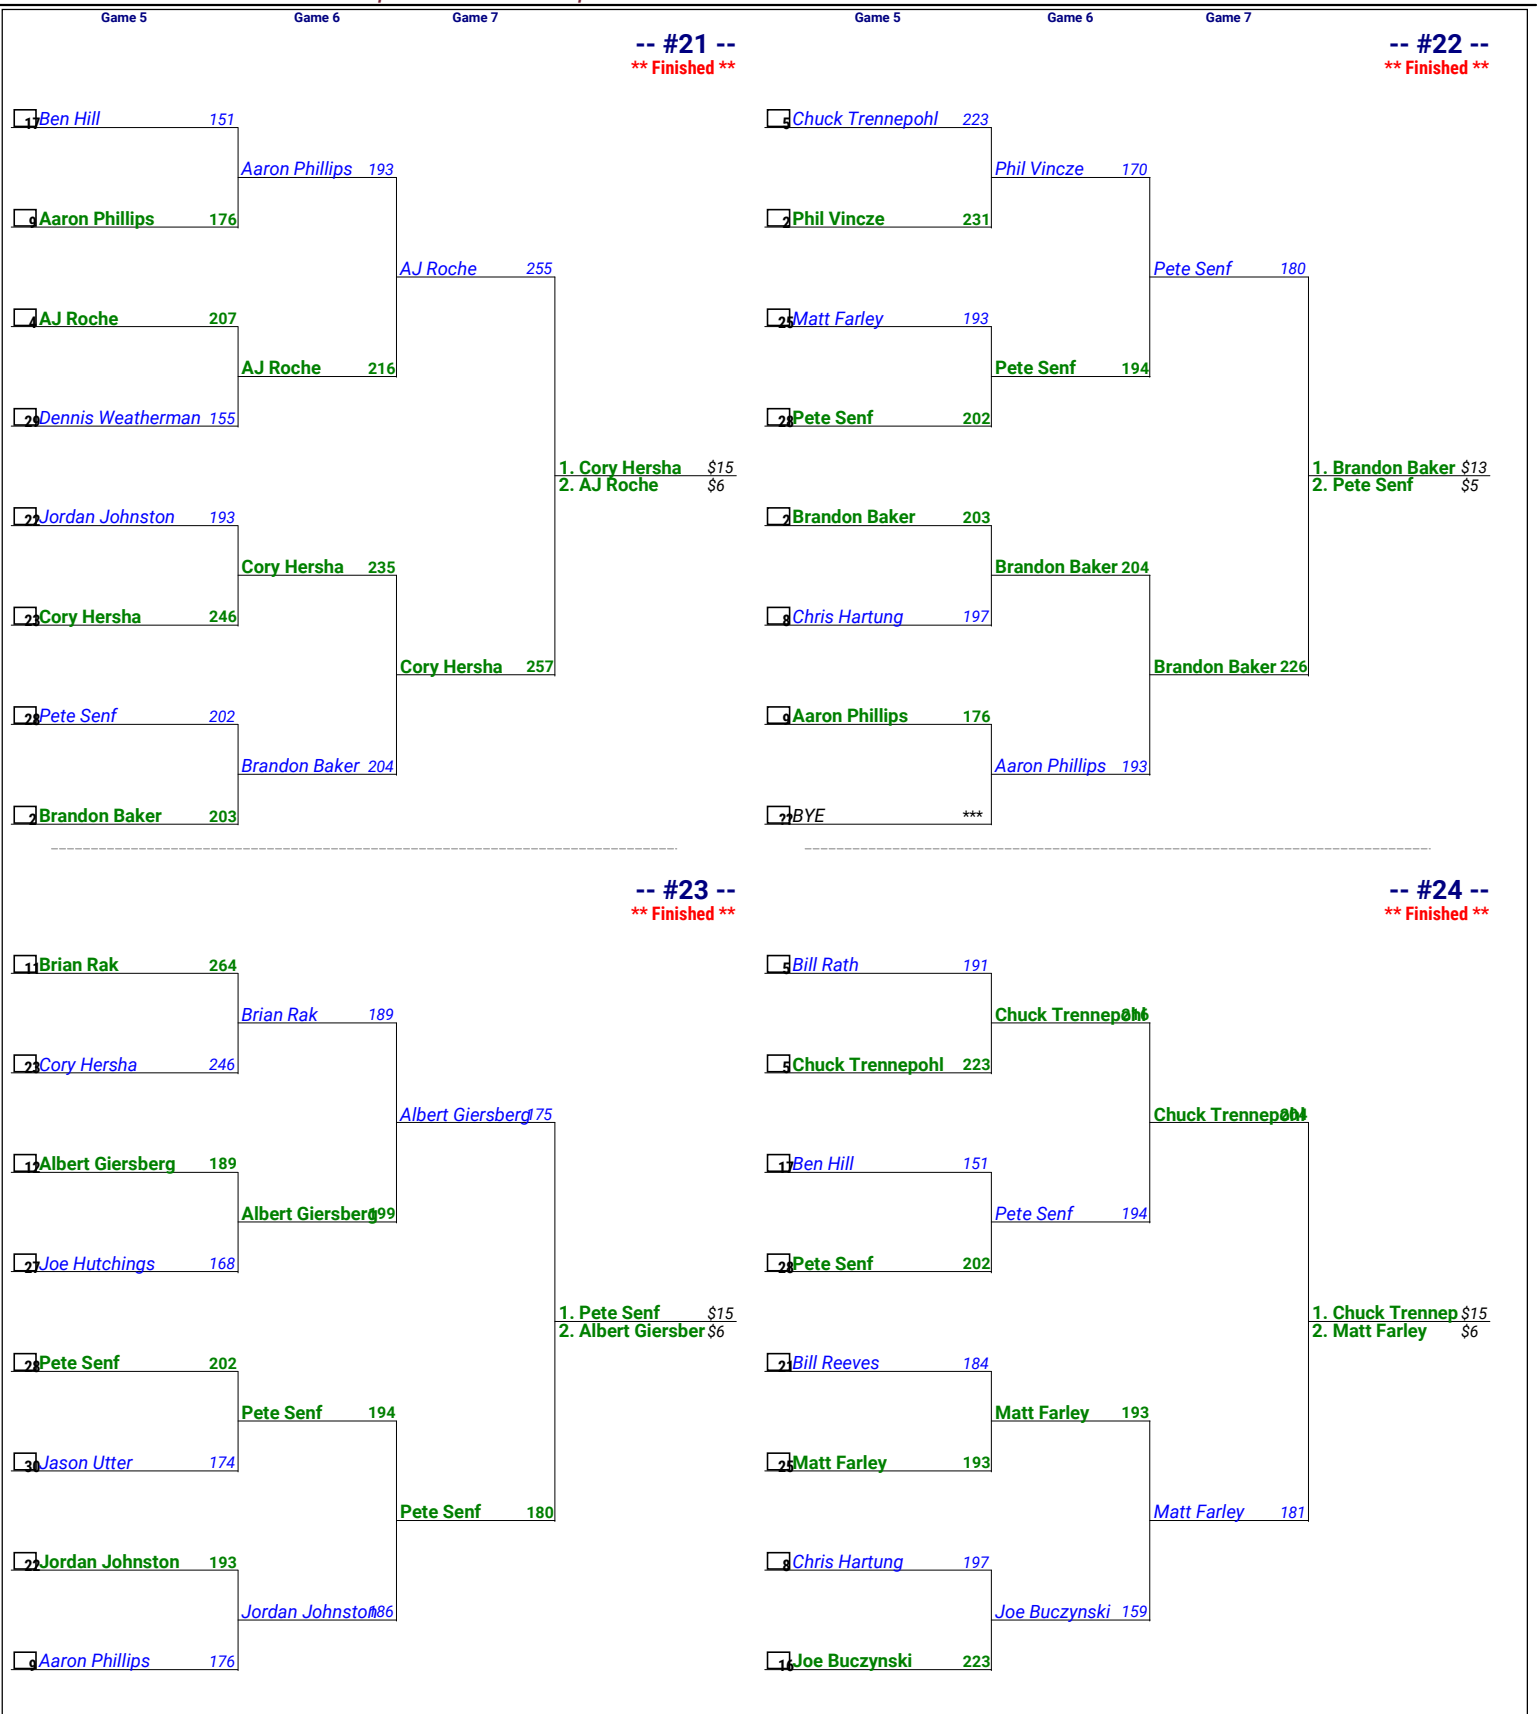 Game 5 Game 6 Game 7
-- #21 --
** Finished **
17 Ben Hill 151
Aaron Phillips 193
9 Aaron Phillips 176
AJ Roche 255
4 AJ Roche 207
AJ Roche 216
29 Dennis Weatherman 155
1. Cory Hersha $15
2. AJ Roche $6
22 Jordan Johnston 193
Cory Hersha 235
23 Cory Hersha 246
Cory Hersha 257
28 Pete Senf 202
Brandon Baker 204
2 Brandon Baker 203
Game 5 Game 6 Game 7
-- #22 --
** Finished **
5 Chuck Trennepohl 223
Phil Vincze 170
2 Phil Vincze 231
Pete Senf 180
25 Matt Farley 193
Pete Senf 194
28 Pete Senf 202
1. Brandon Baker $13
2. Pete Senf $5
2 Brandon Baker 203
Brandon Baker 204
8 Chris Hartung 197
Brandon Baker 226
9 Aaron Phillips 176
Aaron Phillips 193
?? BYE ***
-- #23 --
** Finished **
11 Brian Rak 264
Brian Rak 189
23 Cory Hersha 246
Albert Giersberg 175
12 Albert Giersberg 189
Albert Giersberg 199
27 Joe Hutchings 168
1. Pete Senf $15
2. Albert Giersber $6
28 Pete Senf 202
Pete Senf 194
30 Jason Utter 174
Pete Senf 180
22 Jordan Johnston 193
Jordan Johnston 186
9 Aaron Phillips 176
-- #24 --
** Finished **
5 Bill Rath 191
Chuck Trennepohl
5 Chuck Trennepohl 223
Chuck Trennepohl
17 Ben Hill 151
Pete Senf 194
28 Pete Senf 202
1. Chuck Trennep $15
2. Matt Farley $6
21 Bill Reeves 184
Matt Farley 193
25 Matt Farley 193
Matt Farley 181
8 Chris Hartung 197
Joe Buczynski 159
16 Joe Buczynski 223